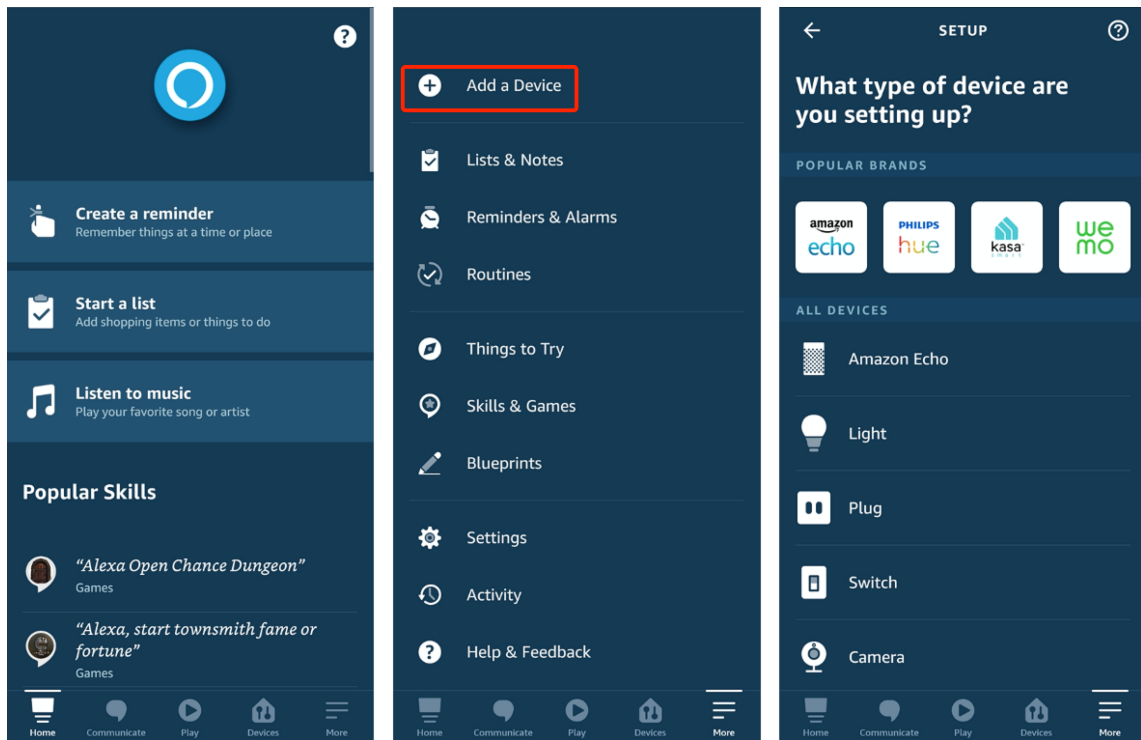 Create a reminder
Remember things at a time or place
Start a list
Add shopping items or things to do
Listen to music
Play your favorite song or artist
Popular Skills
“Alexa Open Chance Dungeon”
Games
“Alexa, start townsmith fame or
fortune”
Games
Home Communicate Play Devices More
Add a Device
Lists & Notes
Reminders & Alarms
Routines
Things to Try
Skills & Games
Blueprints
Settings
Activity
Help & Feedback
Home Communicate Play Devices More
SETUP
What type of device are
you setting up?
POPULAR BRANDS
amazon
echo
PHILIPS
hue
kasa
smart
we
mo
ALL DEVICES
Amazon Echo
Light
Plug
Switch
Camera
Home Communicate Play Devices More